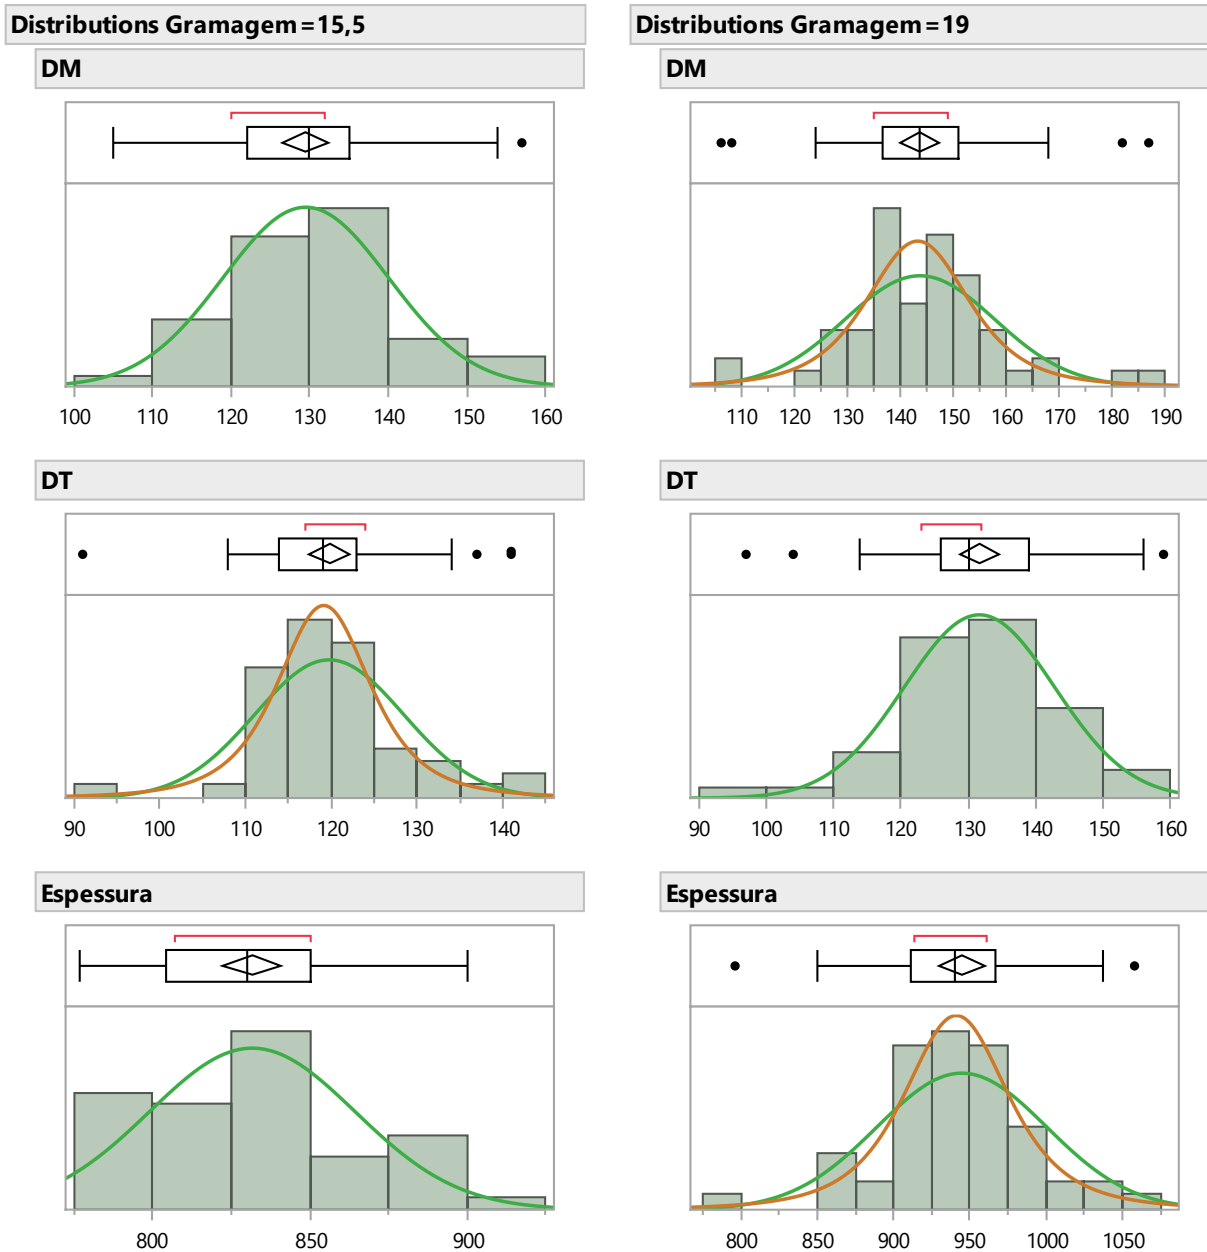 Distributions Gramagem=15,5
DM
100 110 120 130 140 150 160
DT
90 100 110 120 130 140
Espessura
800 850 900
Distributions Gramagem=19
DM
110 120 130 140 150 160 170 180 190
DT
90 100 110 120 130 140 150 160
Espessura
800 850 900 950 1000 1050